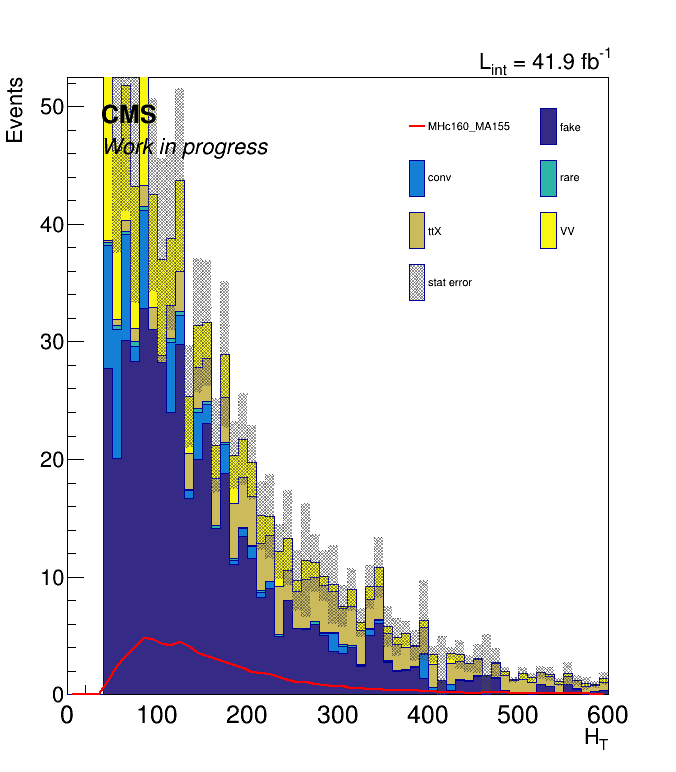 L_int = 41.9 fb^-1
Events
CMS
Work in progress
MHc160_MA155
fake
conv
rare
ttX
VV
stat error
50
40
30
20
10
0
0 100 200 300 400 500 600
H_T